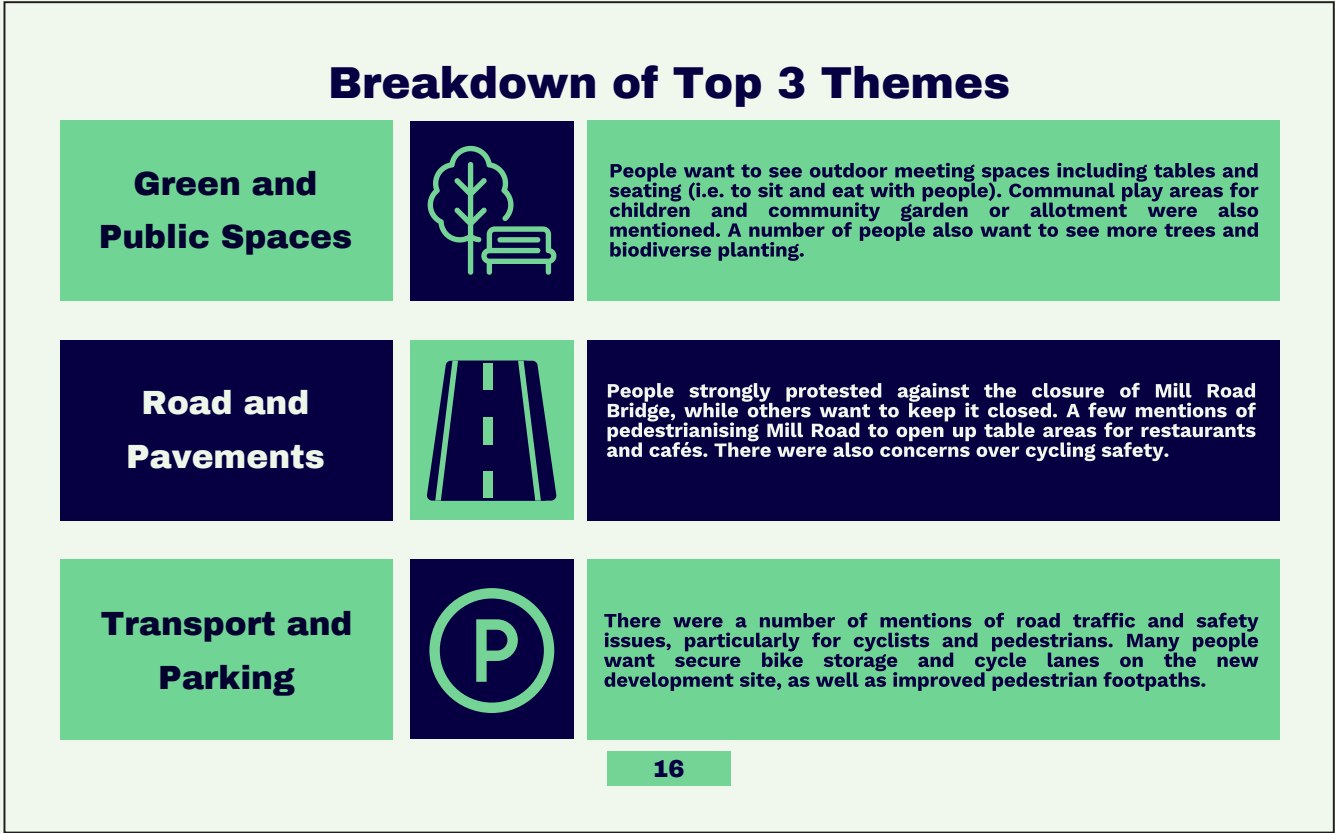 Breakdown of Top 3 Themes
Green and
Public Spaces
People want to see outdoor meeting spaces including tables and
seating (i.e. to sit and eat with people). Communal play areas for
children and community garden or allotment were also
mentioned. A number of people also want to see more trees and
biodiverse planting.
Road and
Pavements
People strongly protested against the closure of Mill Road
Bridge, while others want to keep it closed. A few mentions of
pedestrianising Mill Road to open up table areas for restaurants
and cafés. There were also concerns over cycling safety.
Transport and
Parking
P
There were a number of mentions of road traffic and safety
issues, particularly for cyclists and pedestrians. Many people
want secure bike storage and cycle lanes on the new
development site, as well as improved pedestrian footpaths.
16